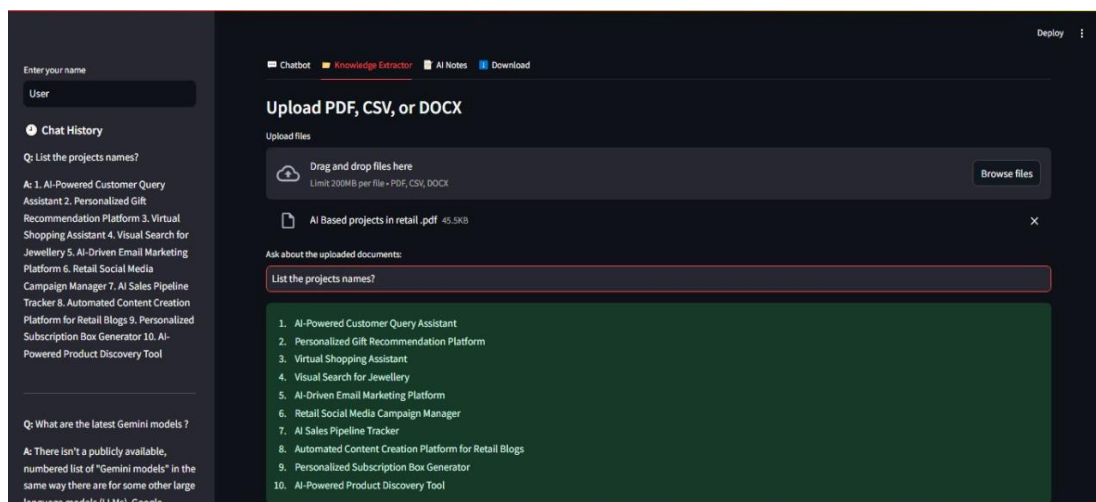 Deploy
Enter your name
User
Chat History
Q: List the projects names?
A: 1. AI-Powered Customer Query
Assistant 2. Personalized Gift
Recommendation Platform 3. Virtual
Shopping Assistant 4. Visual Search for
Jewellery 5. AI-Driven Email Marketing
Platform 6. Retail Social Media
Campaign Manager 7. AI Sales Pipeline
Tracker 8. Automated Content Creation
Platform for Retail Blogs 9. Personalized
Subscription Box Generator 10. AI-
Powered Product Discovery Tool
Q: What are the latest Gemini models ?
A: There isn't a publicly available,
numbered list of "Gemini models" in the
same way there are for some other large
language models (LLMs). Google
Chatbot Knowledge Extractor AI Notes Download
Upload PDF, CSV, or DOCX
Upload files
Drag and drop files here
Limit 200MB per file • PDF, CSV, DOCX
Browse files
AI Based projects in retail .pdf 45.5KB
Ask about the uploaded documents:
List the projects names?
1. AI-Powered Customer Query Assistant
2. Personalized Gift Recommendation Platform
3. Virtual Shopping Assistant
4. Visual Search for Jewellery
5. AI-Driven Email Marketing Platform
6. Retail Social Media Campaign Manager
7. AI Sales Pipeline Tracker
8. Automated Content Creation Platform for Retail Blogs
9. Personalized Subscription Box Generator
10. AI-Powered Product Discovery Tool